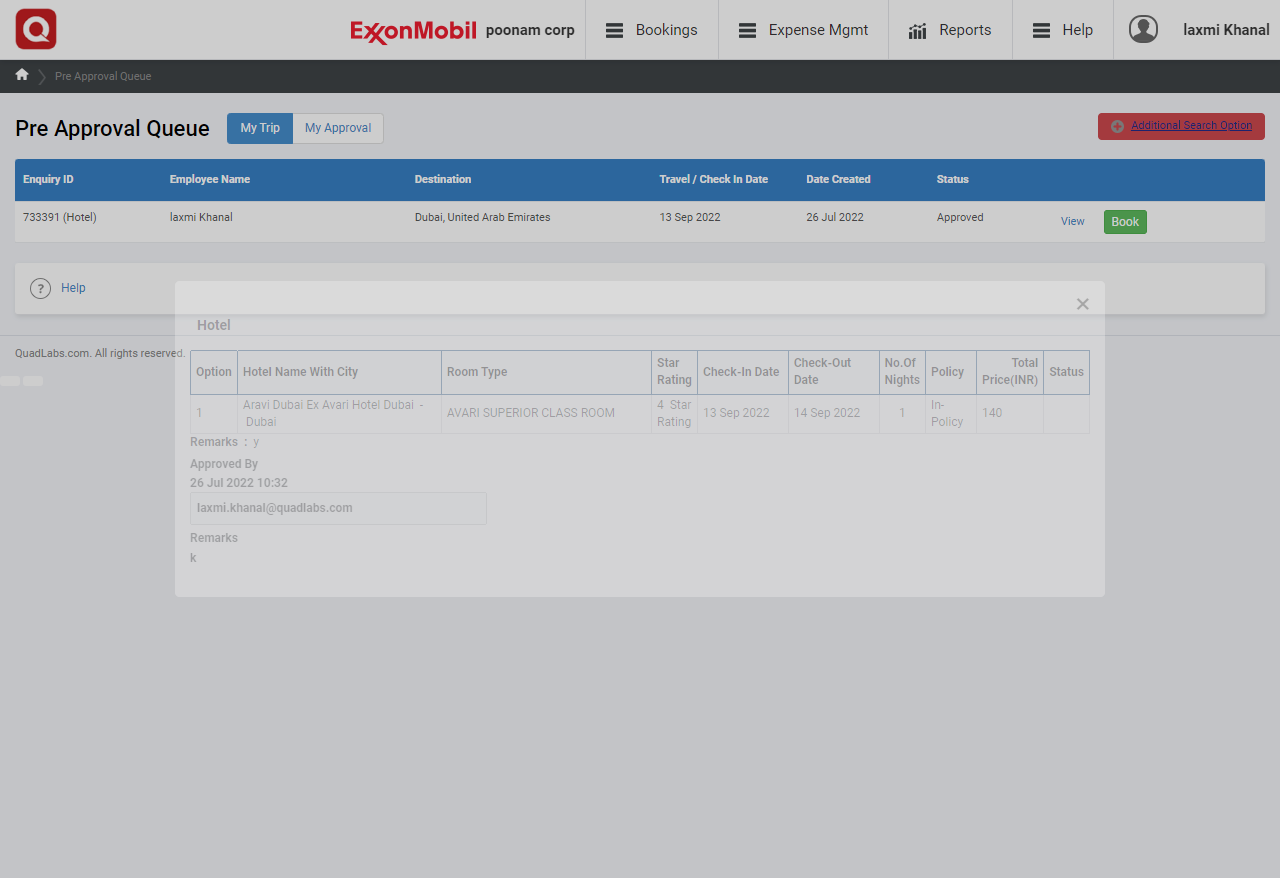 Q ExxonMobil poonam corp Bookings Expense Mgmt Reports Help laxmi Khanal
Pre Approval Queue
Pre Approval Queue My Trip My Approval Additional Search Option
Enquiry ID Employee Name Destination Travel / Check In Date Date Created Status
733391 (Hotel) laxmi Khanal Dubai, United Arab Emirates 13 Sep 2022 26 Jul 2022 Approved View Book
? Help
×
Hotel
QuadLabs.com. All rights reserved.
Option Hotel Name With City Room Type Star Rating Check-In Date Check-Out Date No.Of Nights Policy Total Price(INR) Status
1 Aravi Dubai Ex Avari Hotel Dubai - Dubai AVARI SUPERIOR CLASS ROOM 4 Star Rating 13 Sep 2022 14 Sep 2022 1 In-Policy 140
Remarks : y
Approved By
26 Jul 2022 10:32
laxmi.khanal@quadlabs.com
Remarks
k